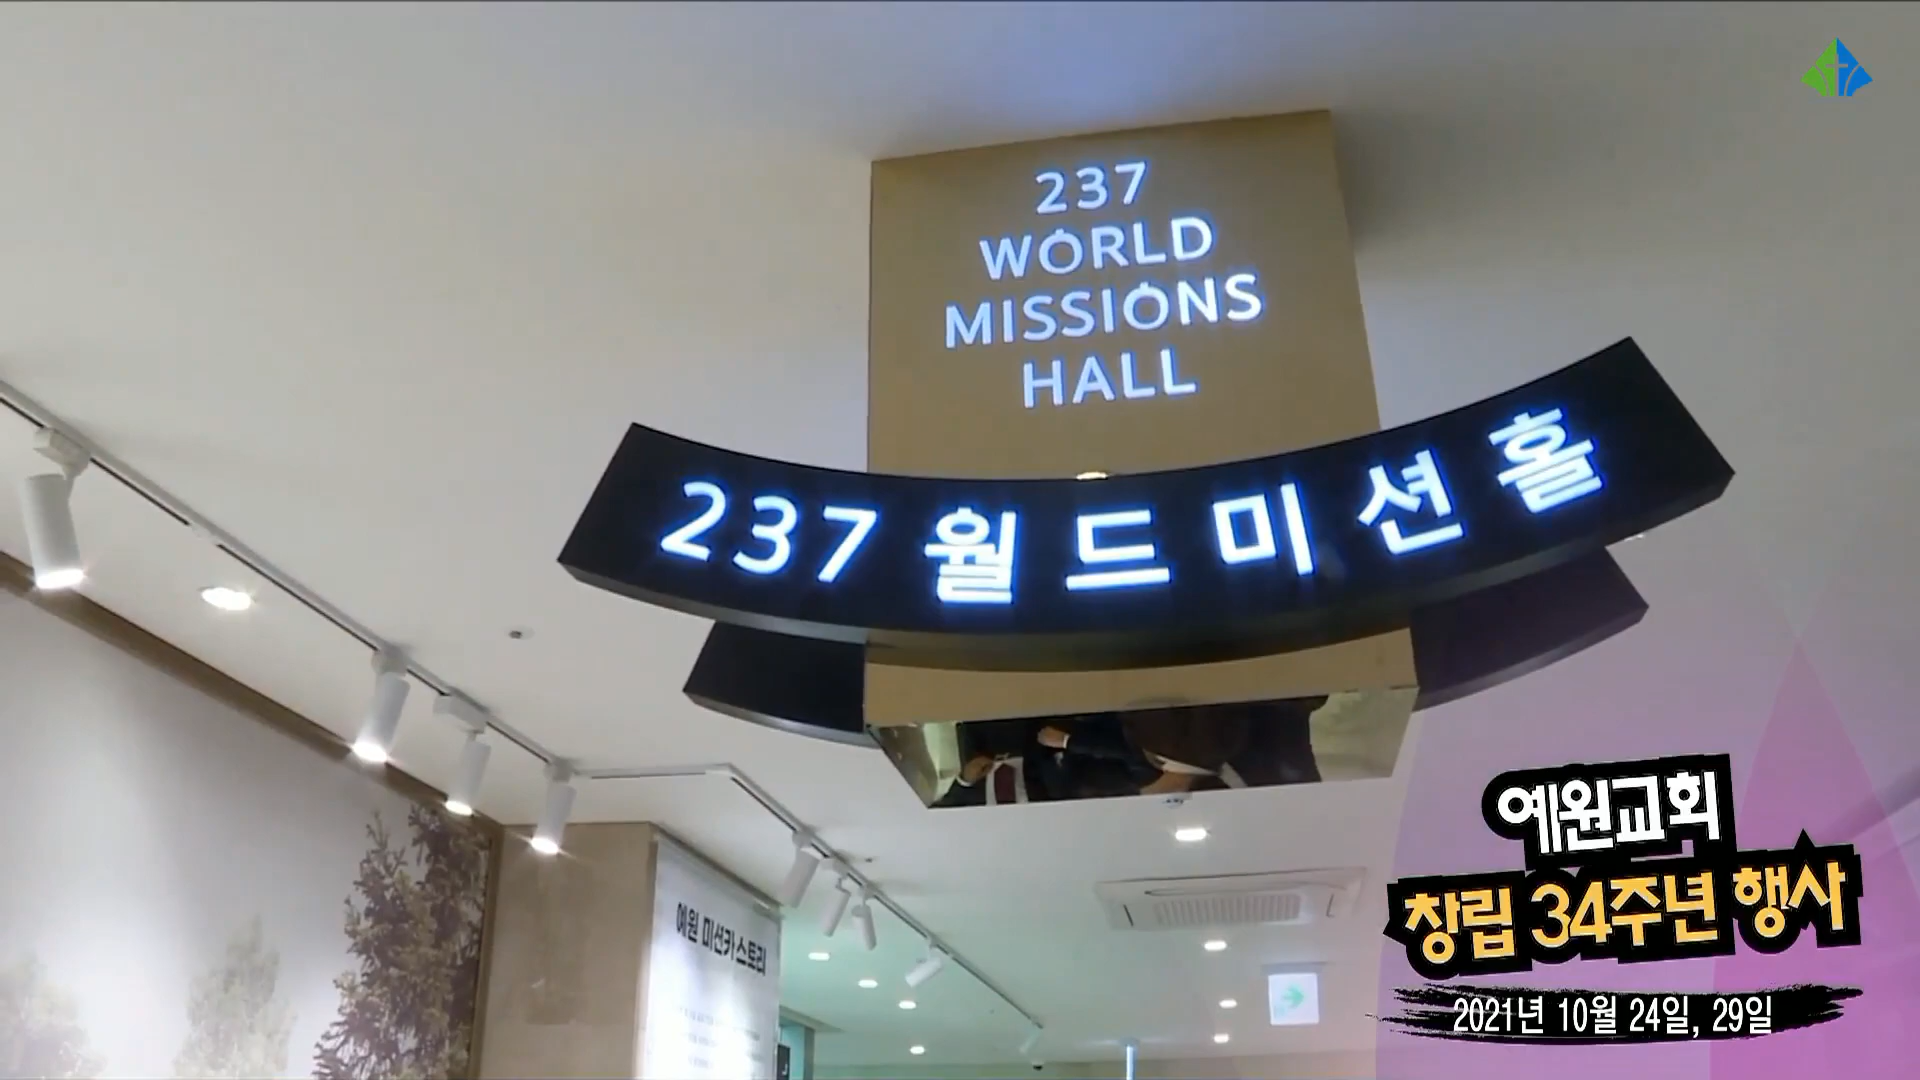 237
WORLD
MISSIONS
HALL
237 월드미션홀
예원 미션카 스토리
예원교회
창립 34주년 행사
2021년 10월 24일, 29일